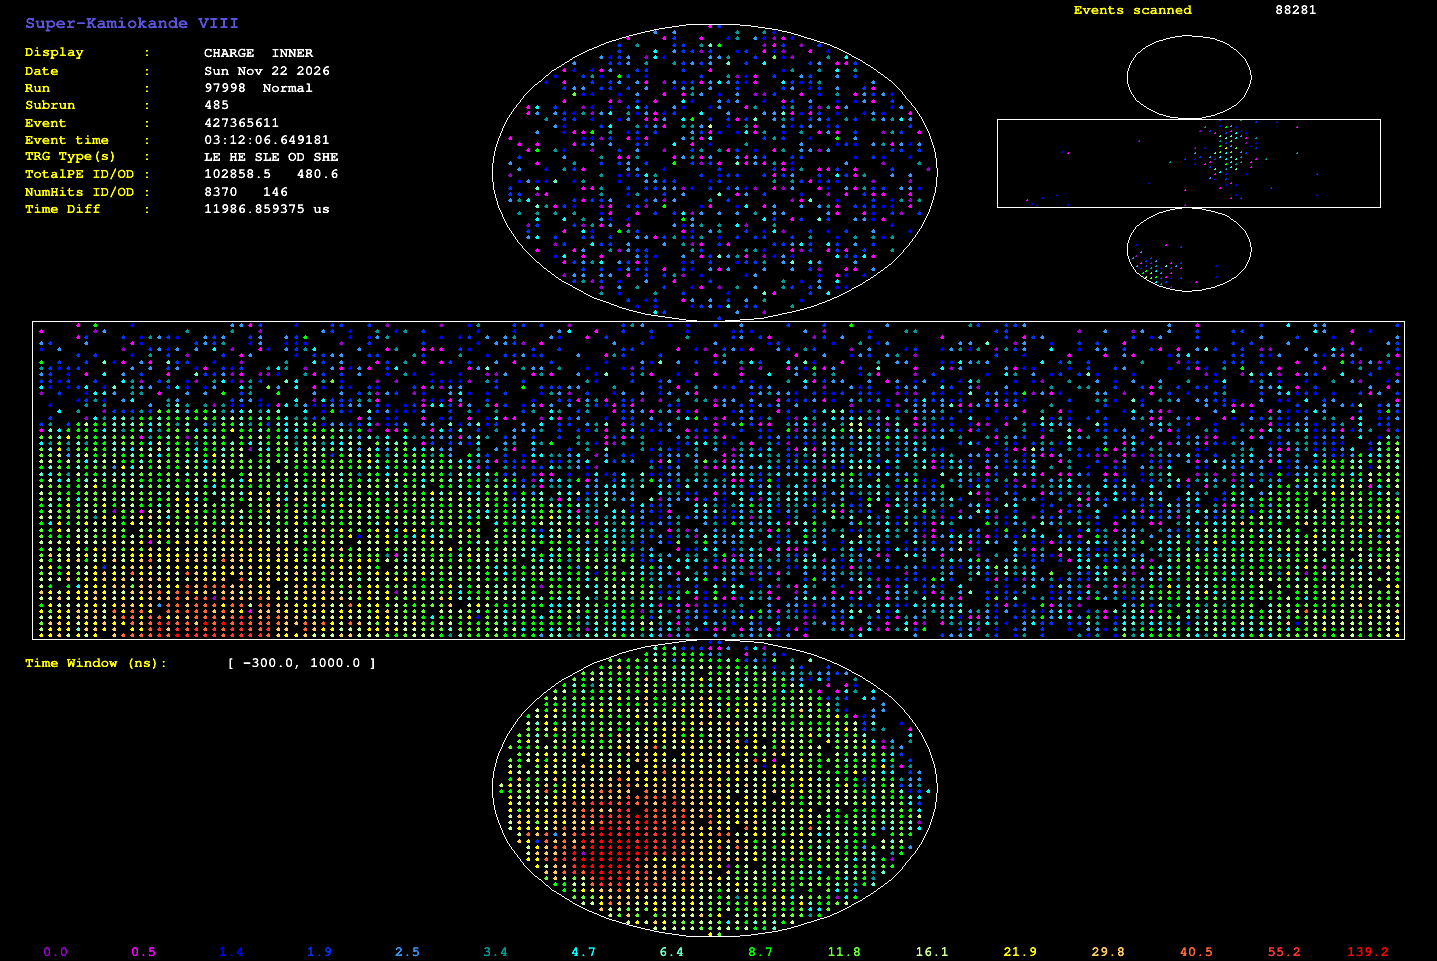 Super-Kamiokande VIII
Events scanned 88281
Display : CHARGE INNER
Date : Sun Nov 22 2026
Run : 97998 Normal
Subrun : 485
Event : 427365611
Event time : 03:12:06.649181
TRG Type(s) : LE HE SLE OD SHE
TotalPE ID/OD : 102858.5 480.6
NumHits ID/OD : 8370 146
Time Diff : 11986.859375 us
Time Window (ns): [ -300.0, 1000.0 ]
0.0 0.5 1.4 1.9 2.5 3.4 4.7 6.4 8.7 11.8 16.1 21.9 29.8 40.5 55.2 139.2